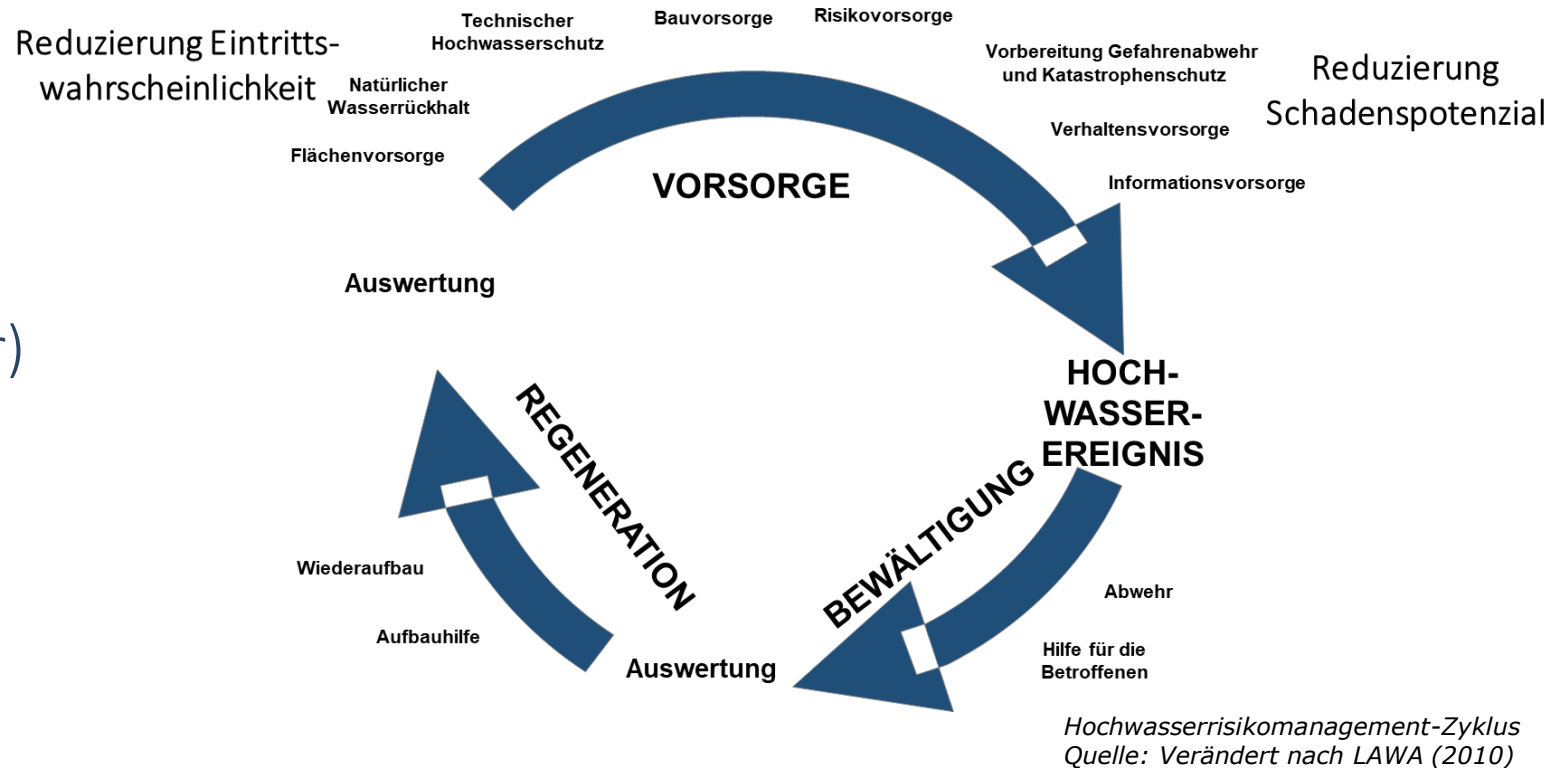 Reduzierung Eintritts-
wahrscheinlichkeit
Technischer
Hochwasserschutz
Bauvorsorge
Risikovorsorge
Natürlicher
Wasserrückhalt
Flächenvorsorge
Vorbereitung Gefahrenabwehr
und Katastrophenschutz
Reduzierung
Schadenspotenzial
Verhaltensvorsorge
Informationsvorsorge
VORSORGE
Auswertung
r)
HOCH-
WASSER-
EREIGNIS
BEWÄLTIGUNG
Abwehr
Hilfe für die
Betroffenen
Auswertung
REGENERATION
Wiederaufbau
Aufbauhilfe
Hochwasserrisikomanagement-Zyklus
Quelle: Verändert nach LAWA (2010)